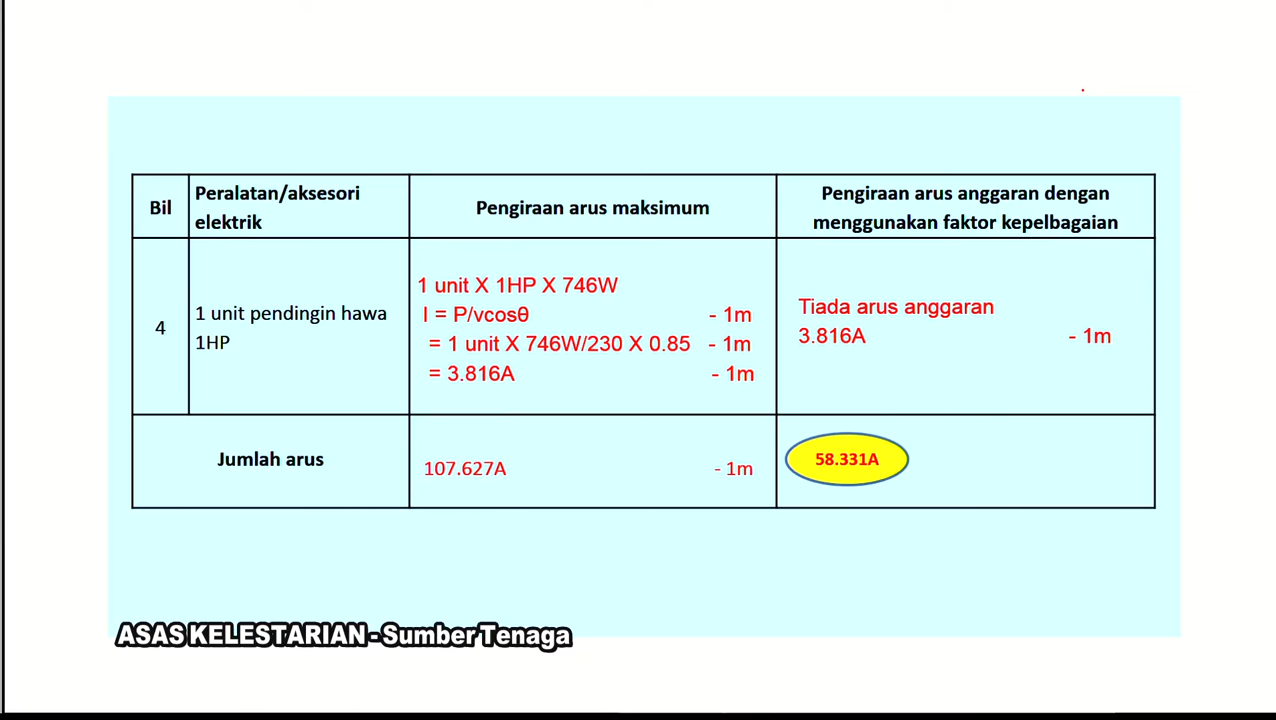 Bil
Peralatan/aksesori
elektrik
Pengiraan arus maksimum
Pengiraan arus anggaran dengan
menggunakan faktor kepelbagaian
4
1 unit pendingin hawa
1HP
1 unit X 1HP X 746W
I = P/vcosθ - 1m
= 1 unit X 746W/230 X 0.85 - 1m
= 3.816A - 1m
Tiada arus anggaran
3.816A - 1m
Jumlah arus
107.627A - 1m
58.331A
ASAS KELESTARIAN - Sumber Tenaga